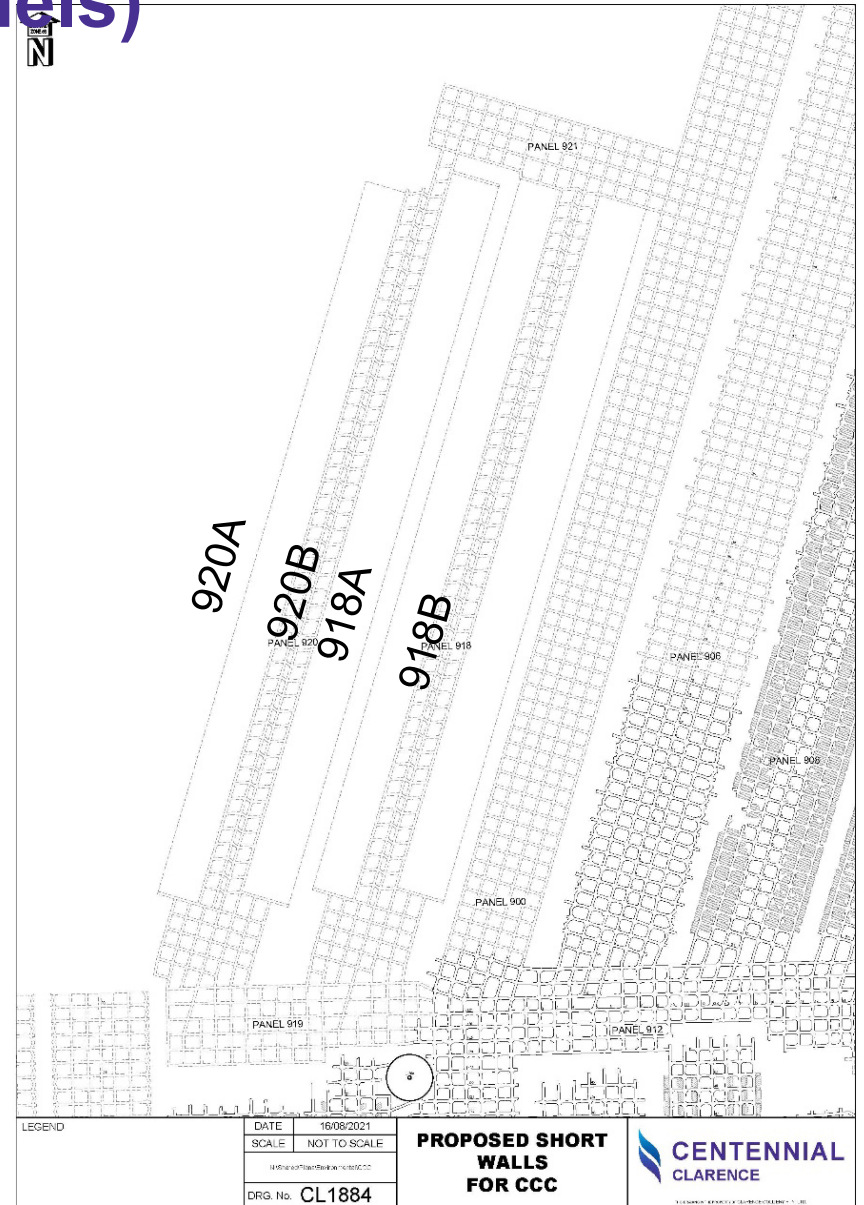 N
PANEL 921
920A
920B
918A
918B
PANEL 920
PANEL 918
PANEL 906
PANEL 908
PANEL 900
PANEL 919
PANEL 912
LEGEND
DATE 16/08/2021
SCALE NOT TO SCALE
DRG. No. CL1884
PROPOSED SHORT
WALLS
FOR CCC
CENTENNIAL
CLARENCE